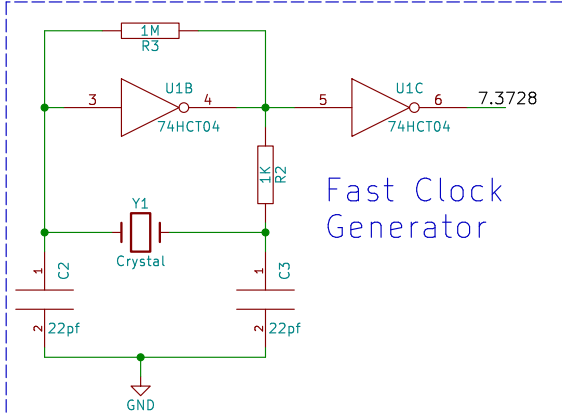 1M
R3
U1B
U1C
3
4
5
6
7.3728
74HCT04
74HCT04
1K
R2
Fast Clock
Generator
Y1
Crystal
1
C2
1
C3
2
22pf
2
22pf
GND